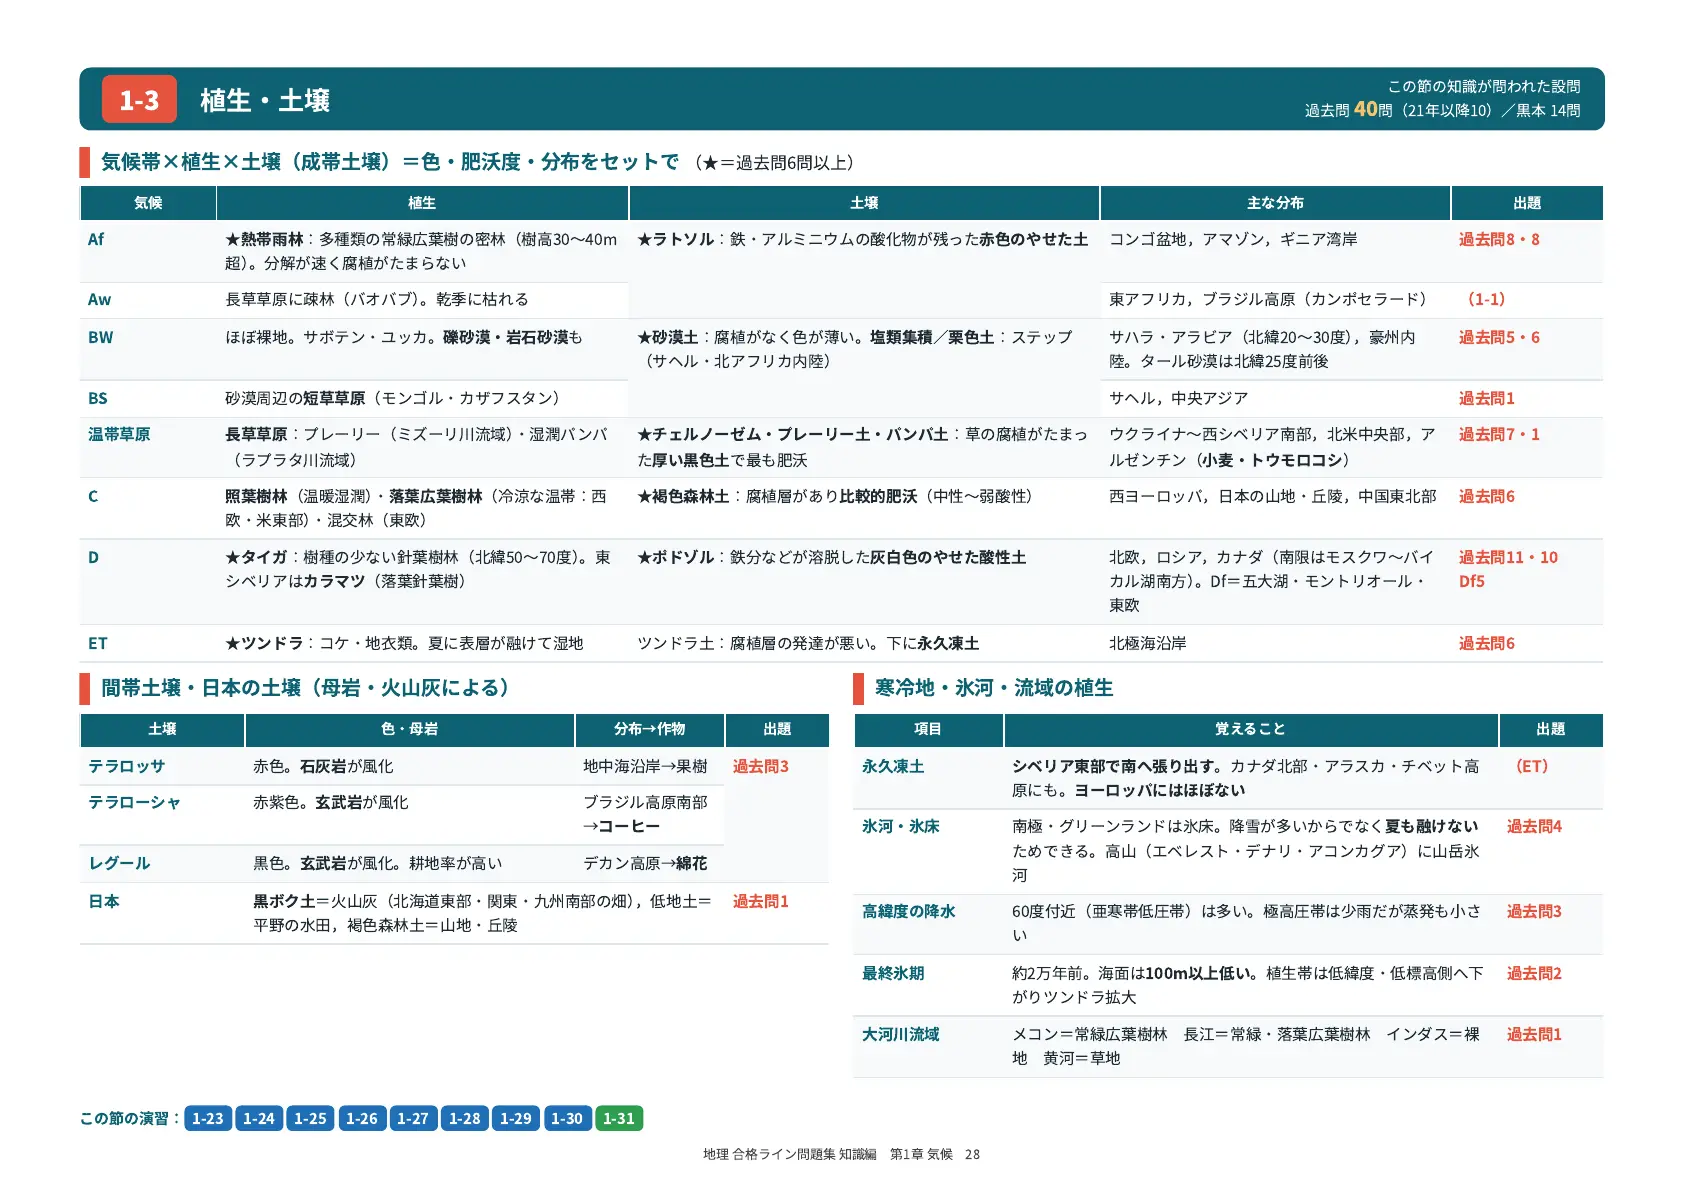 1-3 植生・土壌
この節の知識が問われた設問
過去問 40問（21年以降10）／黒本 14問
気候帯×植生×土壌（成帯土壌）＝色・肥沃度・分布をセットで （★＝過去問6問以上）
気候 植生 土壌 主な分布 出題
Af ★熱帯雨林：多種類の常緑広葉樹の密林（樹高30〜40m ★ラトソル：鉄・アルミニウムの酸化物が残った赤色のやせた土 コンゴ盆地，アマゾン，ギニア湾岸 過去問8・8
超）。分解が速く腐植がたまらない
Aw 長草草原に疎林（バオバブ）。乾季に枯れる 東アフリカ，ブラジル高原（カンポセラード） （1-1）
BW ほぼ裸地。サボテン・ユッカ。礫砂漠・岩石砂漠も ★砂漠土：腐植がなく色が薄い。塩類集積／栗色土：ステップ サハラ・アラビア（北緯20〜30度），豪州内 過去問5・6
（サヘル・北アフリカ内陸） 陸。タール砂漠は北緯25度前後
BS 砂漠周辺の短草草原（モンゴル・カザフスタン） サヘル，中央アジア 過去問1
温帯草原 長草草原：プレーリー（ミズーリ川流域）・湿潤パンパ ★チェルノーゼム・プレーリー土・パンパ土：草の腐植がたまっ ウクライナ〜西シベリア南部，北米中央部，ア 過去問7・1
（ラプラタ川流域） た厚い黒色土で最も肥沃 ルゼンチン（小麦・トウモロコシ）
C 照葉樹林（温暖湿潤）・落葉広葉樹林（冷涼な温帯：西 ★褐色森林土：腐植層があり比較的肥沃（中性〜弱酸性） 西ヨーロッパ，日本の山地・丘陵，中国東北部 過去問6
欧・米東部）・混交林（東欧）
D ★タイガ：樹種の少ない針葉樹林（北緯50〜70度）。東 ★ポドゾル：鉄分などが溶脱した灰白色のやせた酸性土 北欧，ロシア，カナダ（南限はモスクワ〜バイ 過去問11・10
シベリアはカラマツ（落葉針葉樹） カル湖南方）。Df＝五大湖・モントリオール・ Df5
東欧
ET ★ツンドラ：コケ・地衣類。夏に表層が融けて湿地 ツンドラ土：腐植層の発達が悪い。下に永久凍土 北極海沿岸 過去問6
間帯土壌・日本の土壌（母岩・火山灰による）
土壌 色・母岩 分布→作物 出題
テラロッサ 赤色。石灰岩が風化 地中海沿岸→果樹 過去問3
テラローシャ 赤紫色。玄武岩が風化 ブラジル高原南部
→コーヒー
レグール 黒色。玄武岩が風化。耕地率が高い デカン高原→綿花
日本 黒ボク土＝火山灰（北海道東部・関東・九州南部の畑），低地土＝ 過去問1
平野の水田，褐色森林土＝山地・丘陵
寒冷地・氷河・流域の植生
項目 覚えること 出題
永久凍土 シベリア東部で南へ張り出す。カナダ北部・アラスカ・チベット高 （ET）
原にも。ヨーロッパにはほぼない
氷河・氷床 南極・グリーンランドは氷床。降雪が多いからでなく夏も融けない 過去問4
ためできる。高山（エベレスト・デナリ・アコンカグア）に山岳氷
河
高緯度の降水 60度付近（亜寒帯低圧帯）は多い。極高圧帯は少雨だが蒸発も小さ 過去問3
い
最終氷期 約2万年前。海面は100m以上低い。植生帯は低緯度・低標高側へ下 過去問2
がりツンドラ拡大
大河川流域 メコン＝常緑広葉樹林　長江＝常緑・落葉広葉樹林　インダス＝裸 過去問1
地　黄河＝草地
この節の演習： 1-23 1-24 1-25 1-26 1-27 1-28 1-29 1-30 1-31
地理 合格ライン問題集 知識編　第1章 気候　28